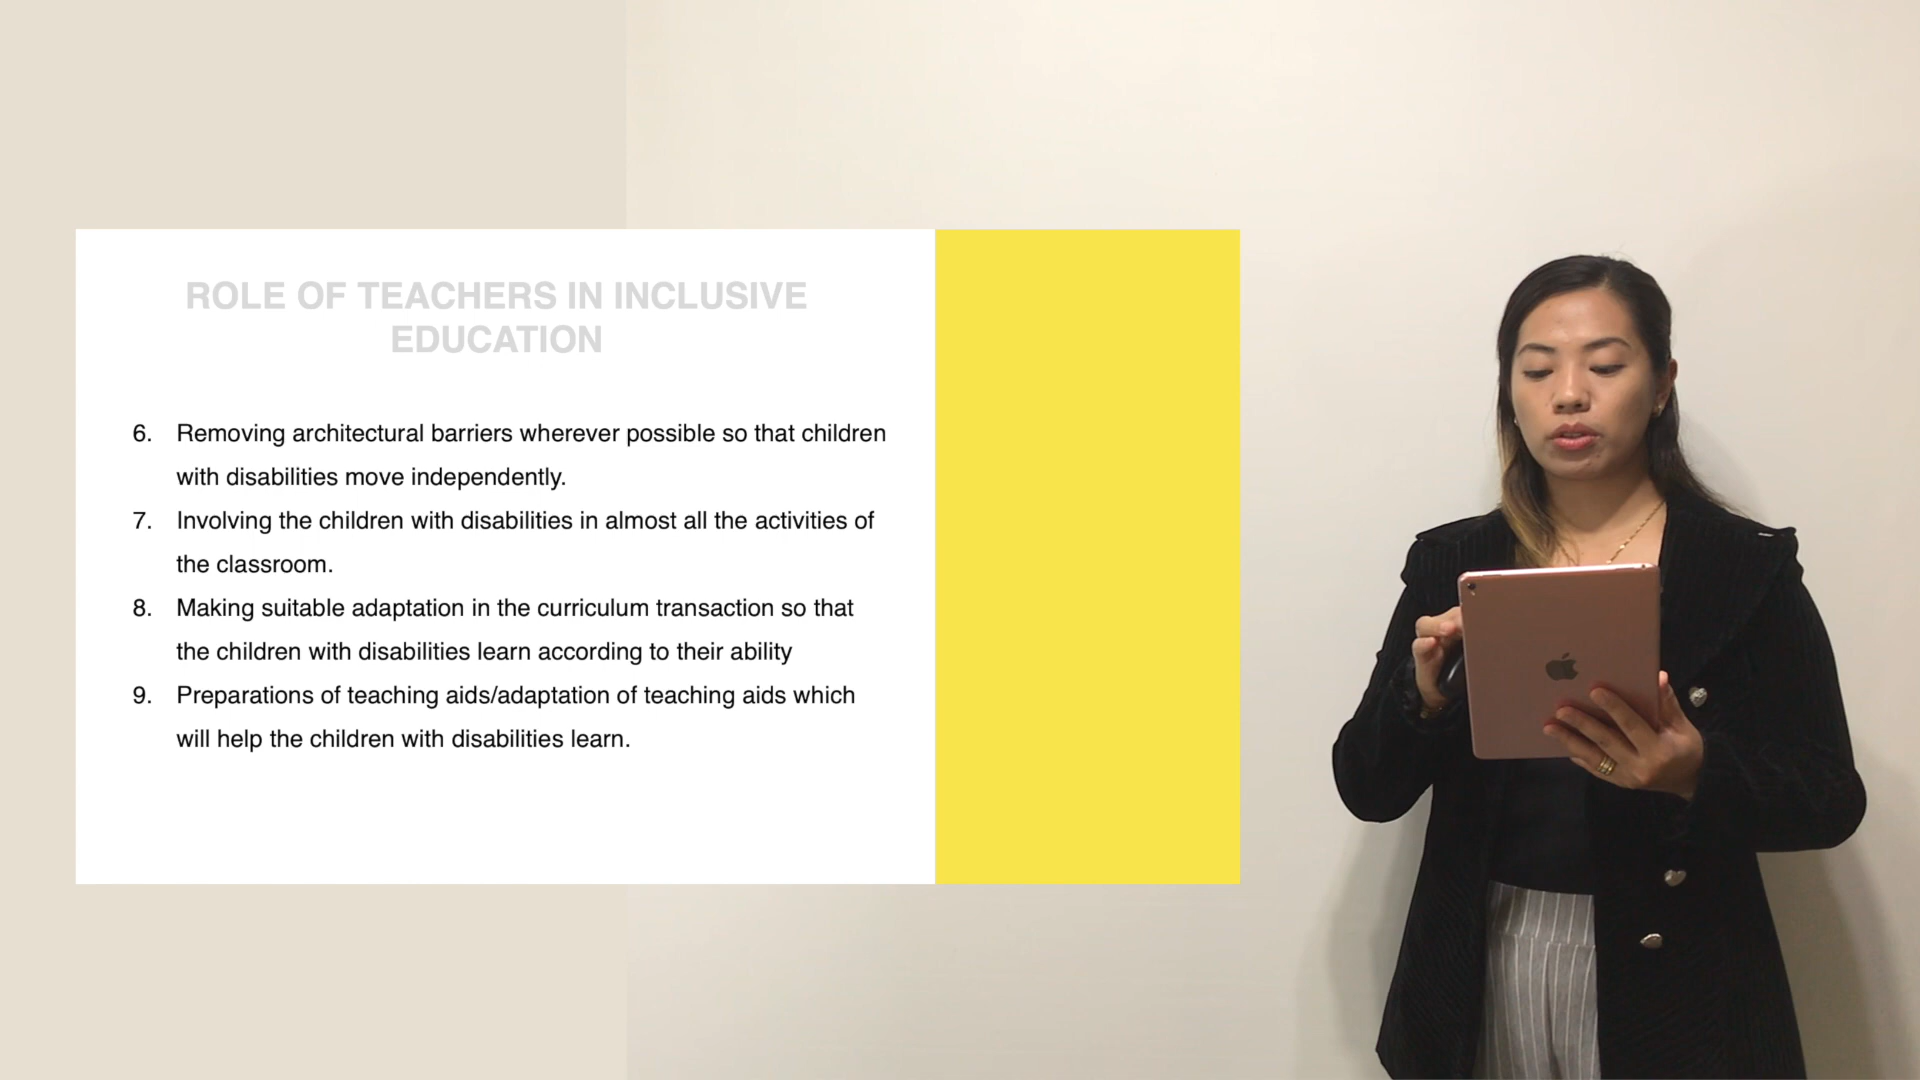 ROLE OF TEACHERS IN INCLUSIVE
EDUCATION
6. Removing architectural barriers wherever possible so that children
with disabilities move independently.
7. Involving the children with disabilities in almost all the activities of
the classroom.
8. Making suitable adaptation in the curriculum transaction so that
the children with disabilities learn according to their ability
9. Preparations of teaching aids/adaptation of teaching aids which
will help the children with disabilities learn.